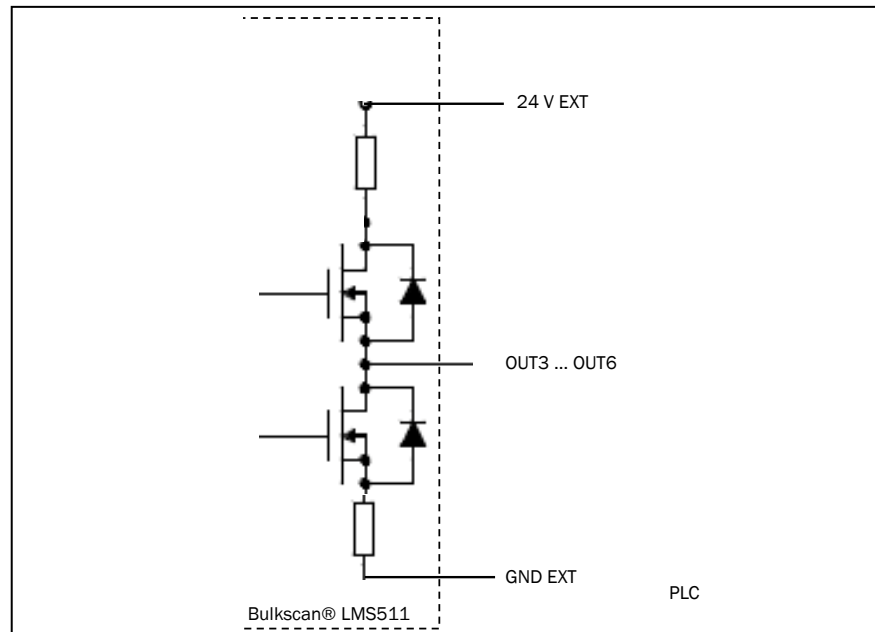 24 V EXT
OUT3 ... OUT6
GND EXT
PLC
Bulkscan® LMS511